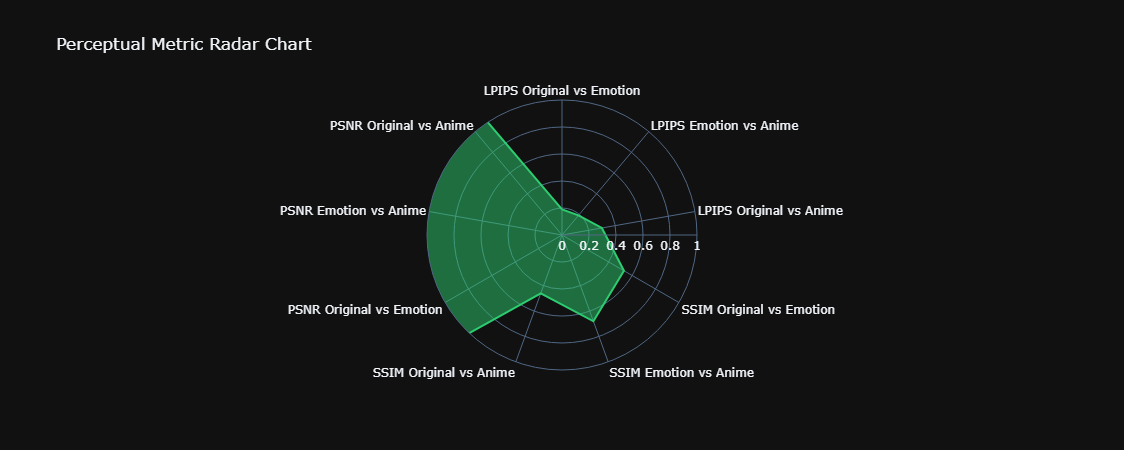 Perceptual Metric Radar Chart
LPIPS Original vs Emotion
PSNR Original vs Anime
LPIPS Emotion vs Anime
PSNR Emotion vs Anime
LPIPS Original vs Anime
0 0.2 0.4 0.6 0.8 1
PSNR Original vs Emotion
SSIM Original vs Emotion
SSIM Original vs Anime
SSIM Emotion vs Anime